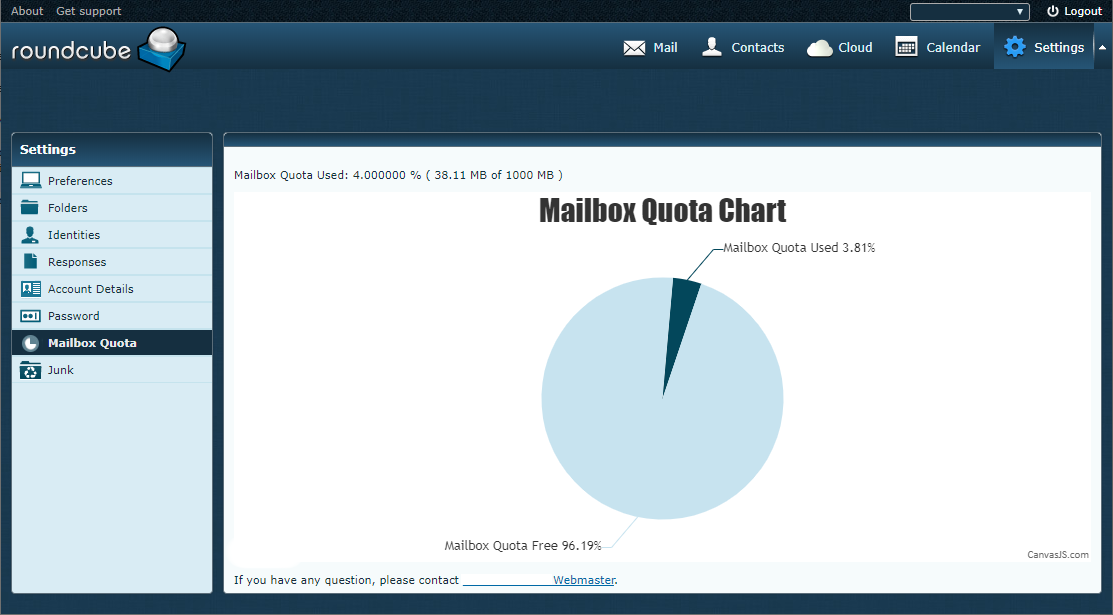 About Get support
Logout
roundcube
Mail Contacts Cloud Calendar Settings
Settings
Preferences
Folders
Identities
Responses
Account Details
Password
Mailbox Quota
Junk
Mailbox Quota Used: 4.000000 % ( 38.11 MB of 1000 MB )
Mailbox Quota Chart
Mailbox Quota Used 3.81%
Mailbox Quota Free 96.19%
CanvasJS.com
If you have any question, please contact Webmaster.